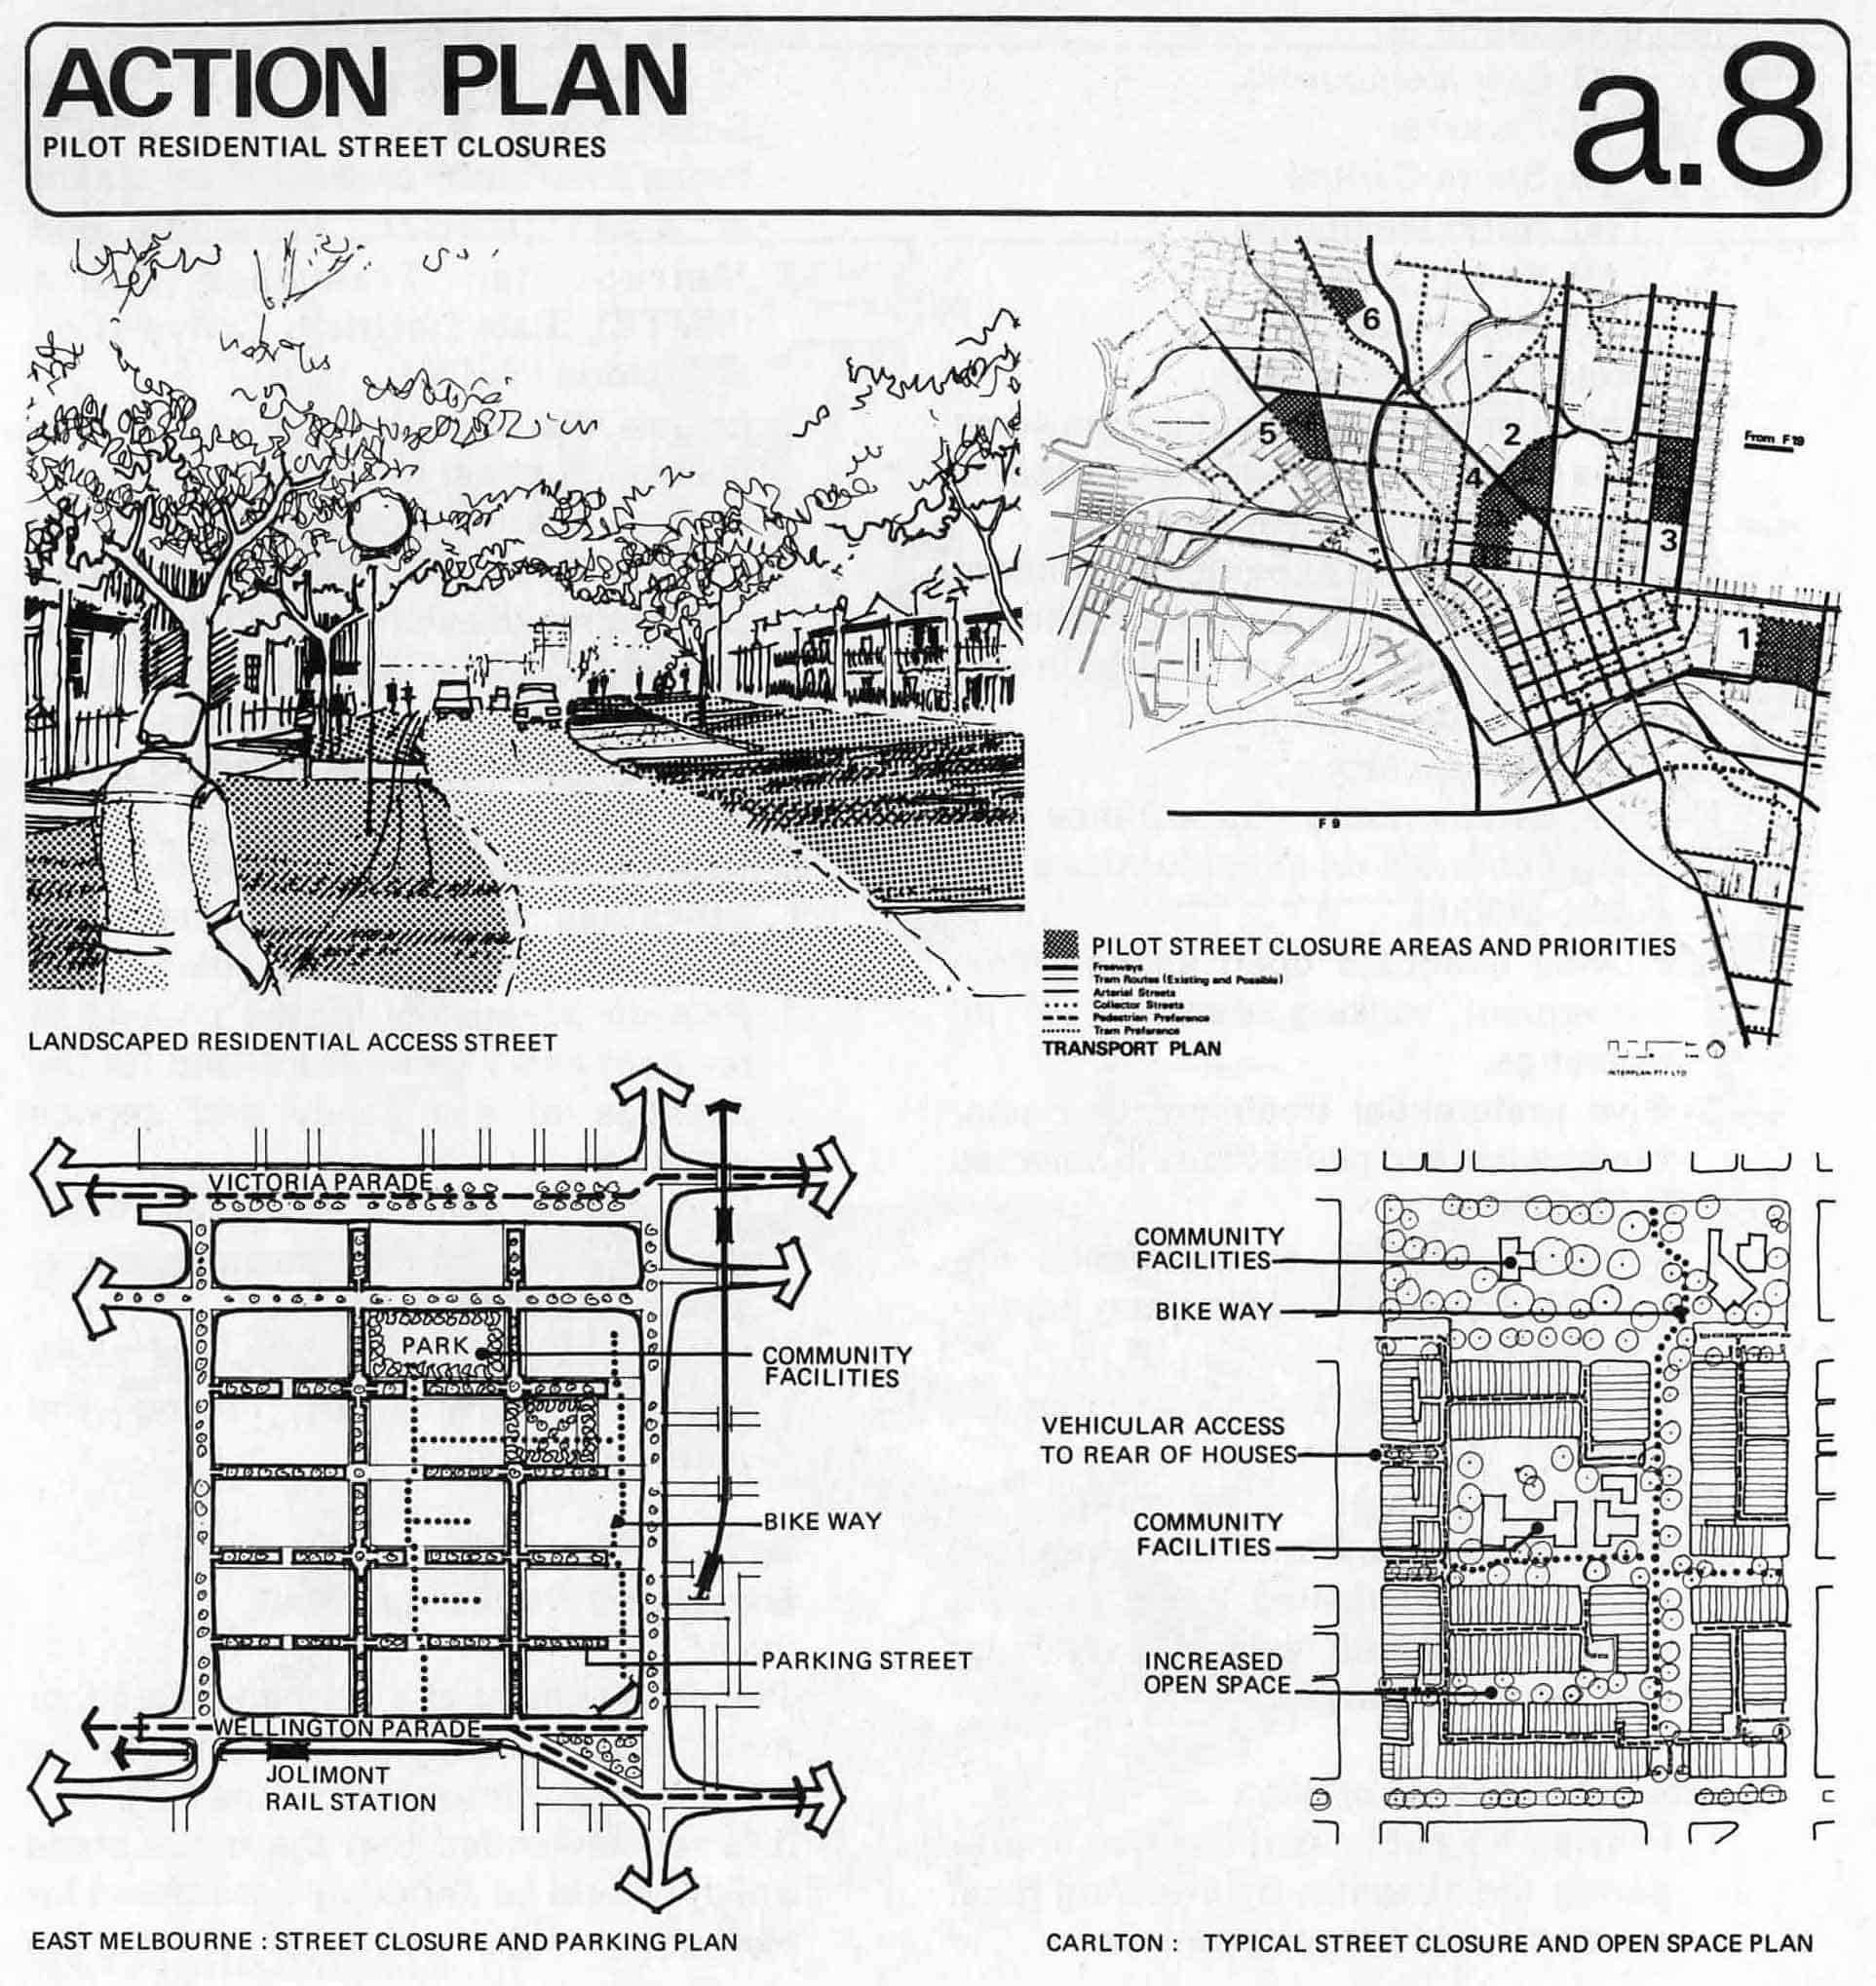 ACTION PLAN
PILOT RESIDENTIAL STREET CLOSURES
a.8
LANDSCAPED RESIDENTIAL ACCESS STREET
6
5
2
4
3
1
From F19
F9
PILOT STREET CLOSURE AREAS AND PRIORITIES
Freeways
Tram Routes (Existing and Possible)
Arterial Streets
Collector Streets
Pedestrian Preference
Tram Preference
TRANSPORT PLAN
INTERPLAN PTY LTD
VICTORIA PARADE
PARK
COMMUNITY
FACILITIES
BIKE WAY
PARKING STREET
WELLINGTON PARADE
JOLIMONT
RAIL STATION
EAST MELBOURNE : STREET CLOSURE AND PARKING PLAN
COMMUNITY
FACILITIES
BIKE WAY
VEHICULAR ACCESS
TO REAR OF HOUSES
COMMUNITY
FACILITIES
INCREASED
OPEN SPACE
CARLTON : TYPICAL STREET CLOSURE AND OPEN SPACE PLAN